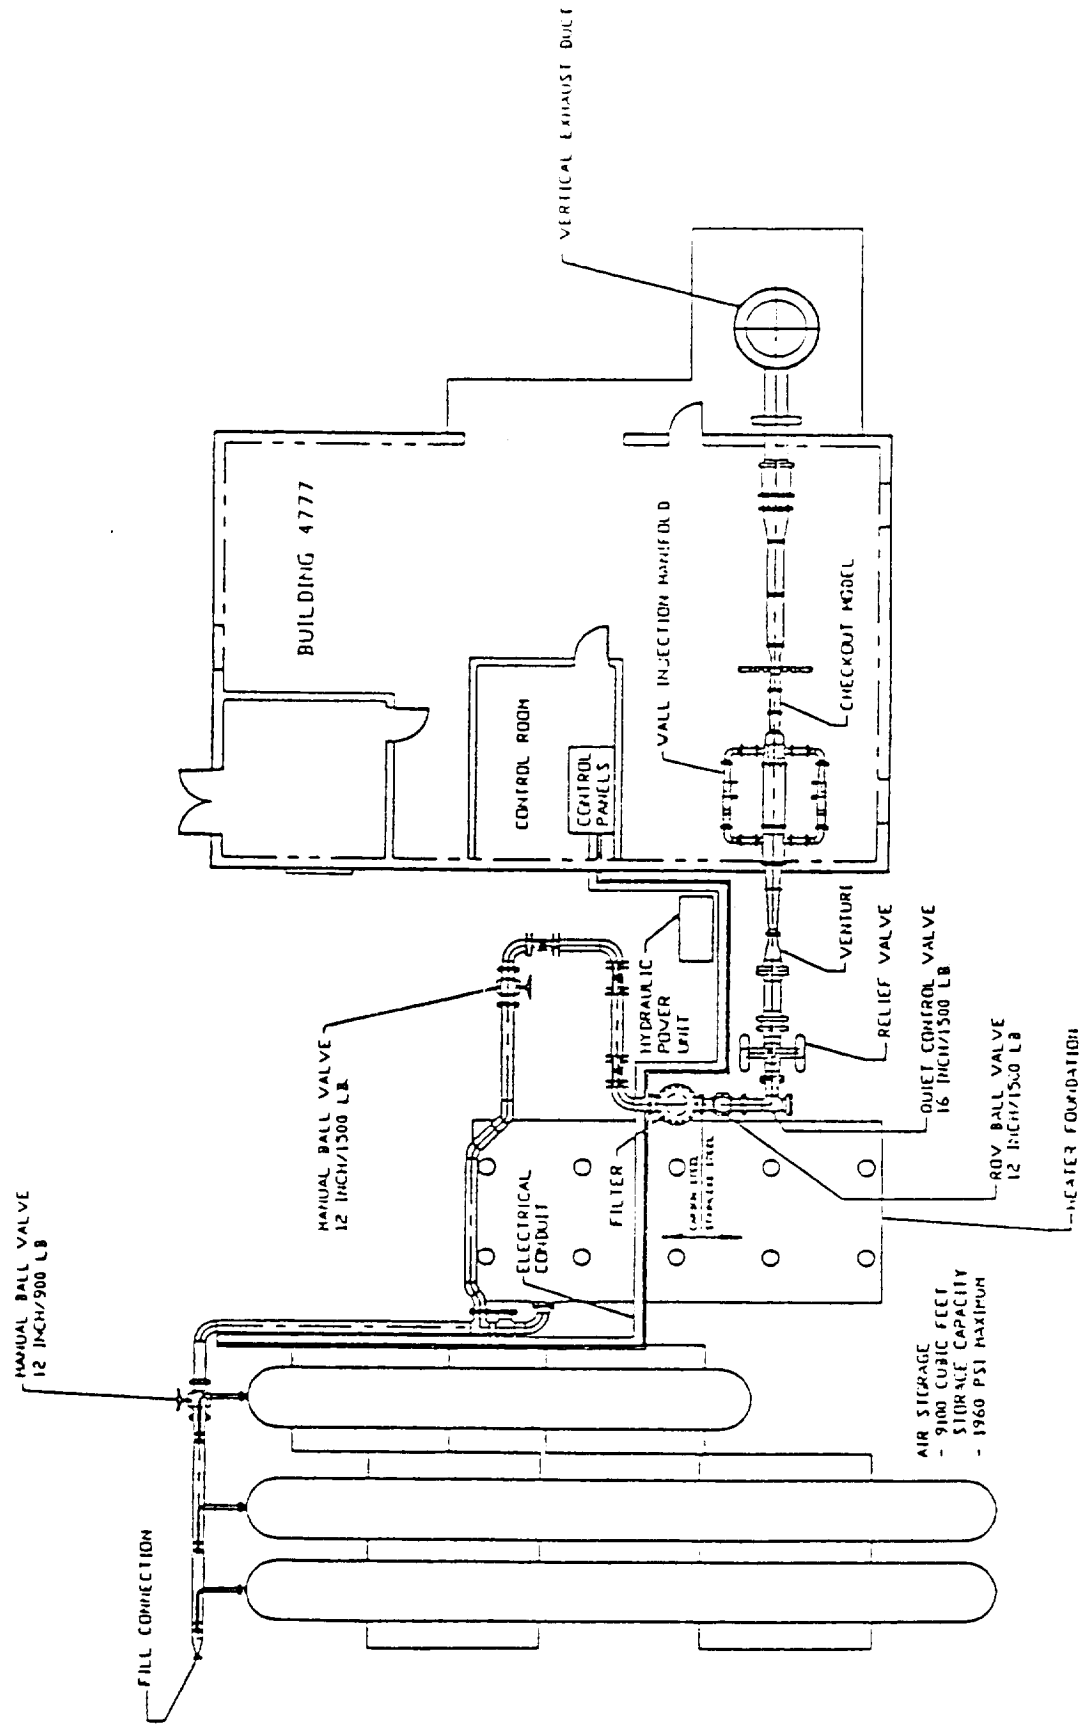 FILL CONNECTION
MANUAL BALL VALVE
12 INCH/900 LB
MANUAL BALL VALVE
12 INCH/1500 LB
BUILDING 4777
VERTICAL EXHAUST DUCT
CONTROL ROOM
CONTROL
PANELS
ELECTRICAL
CONDUIT
FILTER
HYDRAULIC
POWER
UNIT
WALL INJECTION MANIFOLD
CHECKOUT MODEL
VENTURI
RELIEF VALVE
QUIET CONTROL VALVE
16 INCH/1500 LB
ROV BALL VALVE
12 INCH/1500 LB
HEATER FOUNDATION
AIR STORAGE
- 9100 CUBIC FEET
STORAGE CAPACITY
- 1960 PSI MAXIMUM